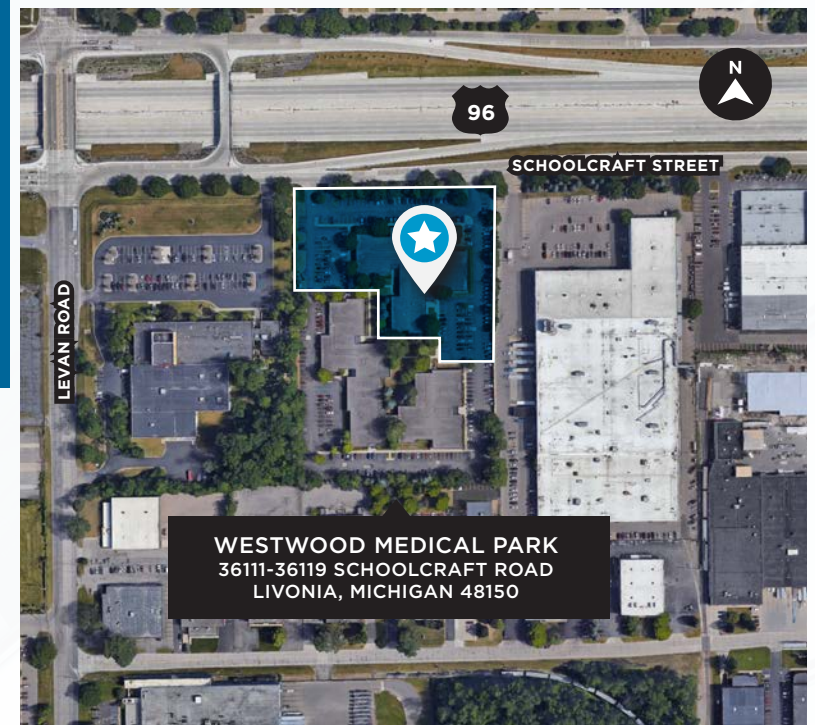 N
96
SCHOOLCRAFT STREET
LEVAN ROAD
WESTWOOD MEDICAL PARK
36111-36119 SCHOOLCRAFT ROAD
LIVONIA, MICHIGAN 48150